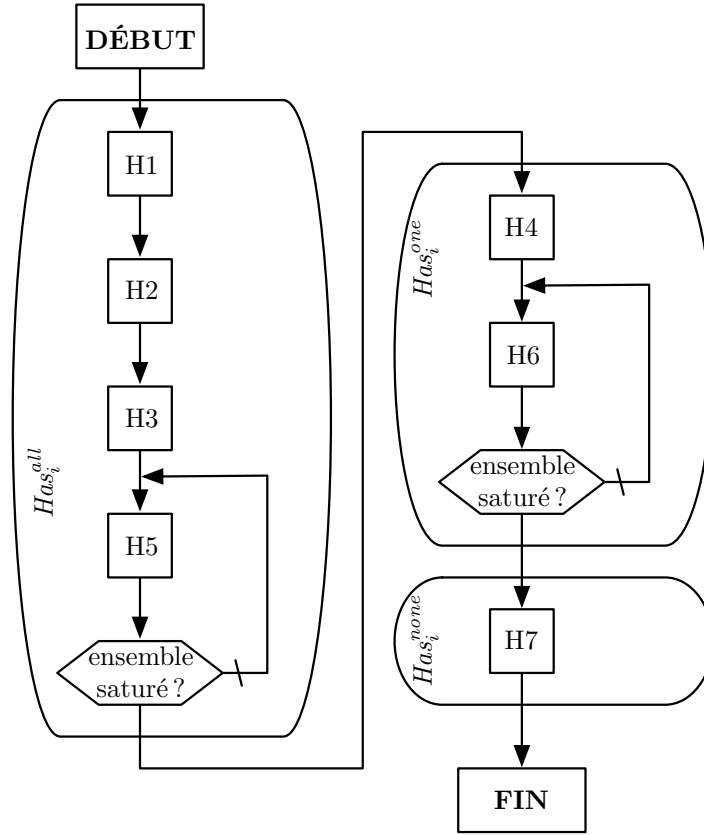 DÉBUT
H1
H2
H3
Has_i^{all}
H5
ensemble
saturé ?
H4
Has_i^{one}
H6
ensemble
saturé ?
Has_i^{none}
H7
FIN